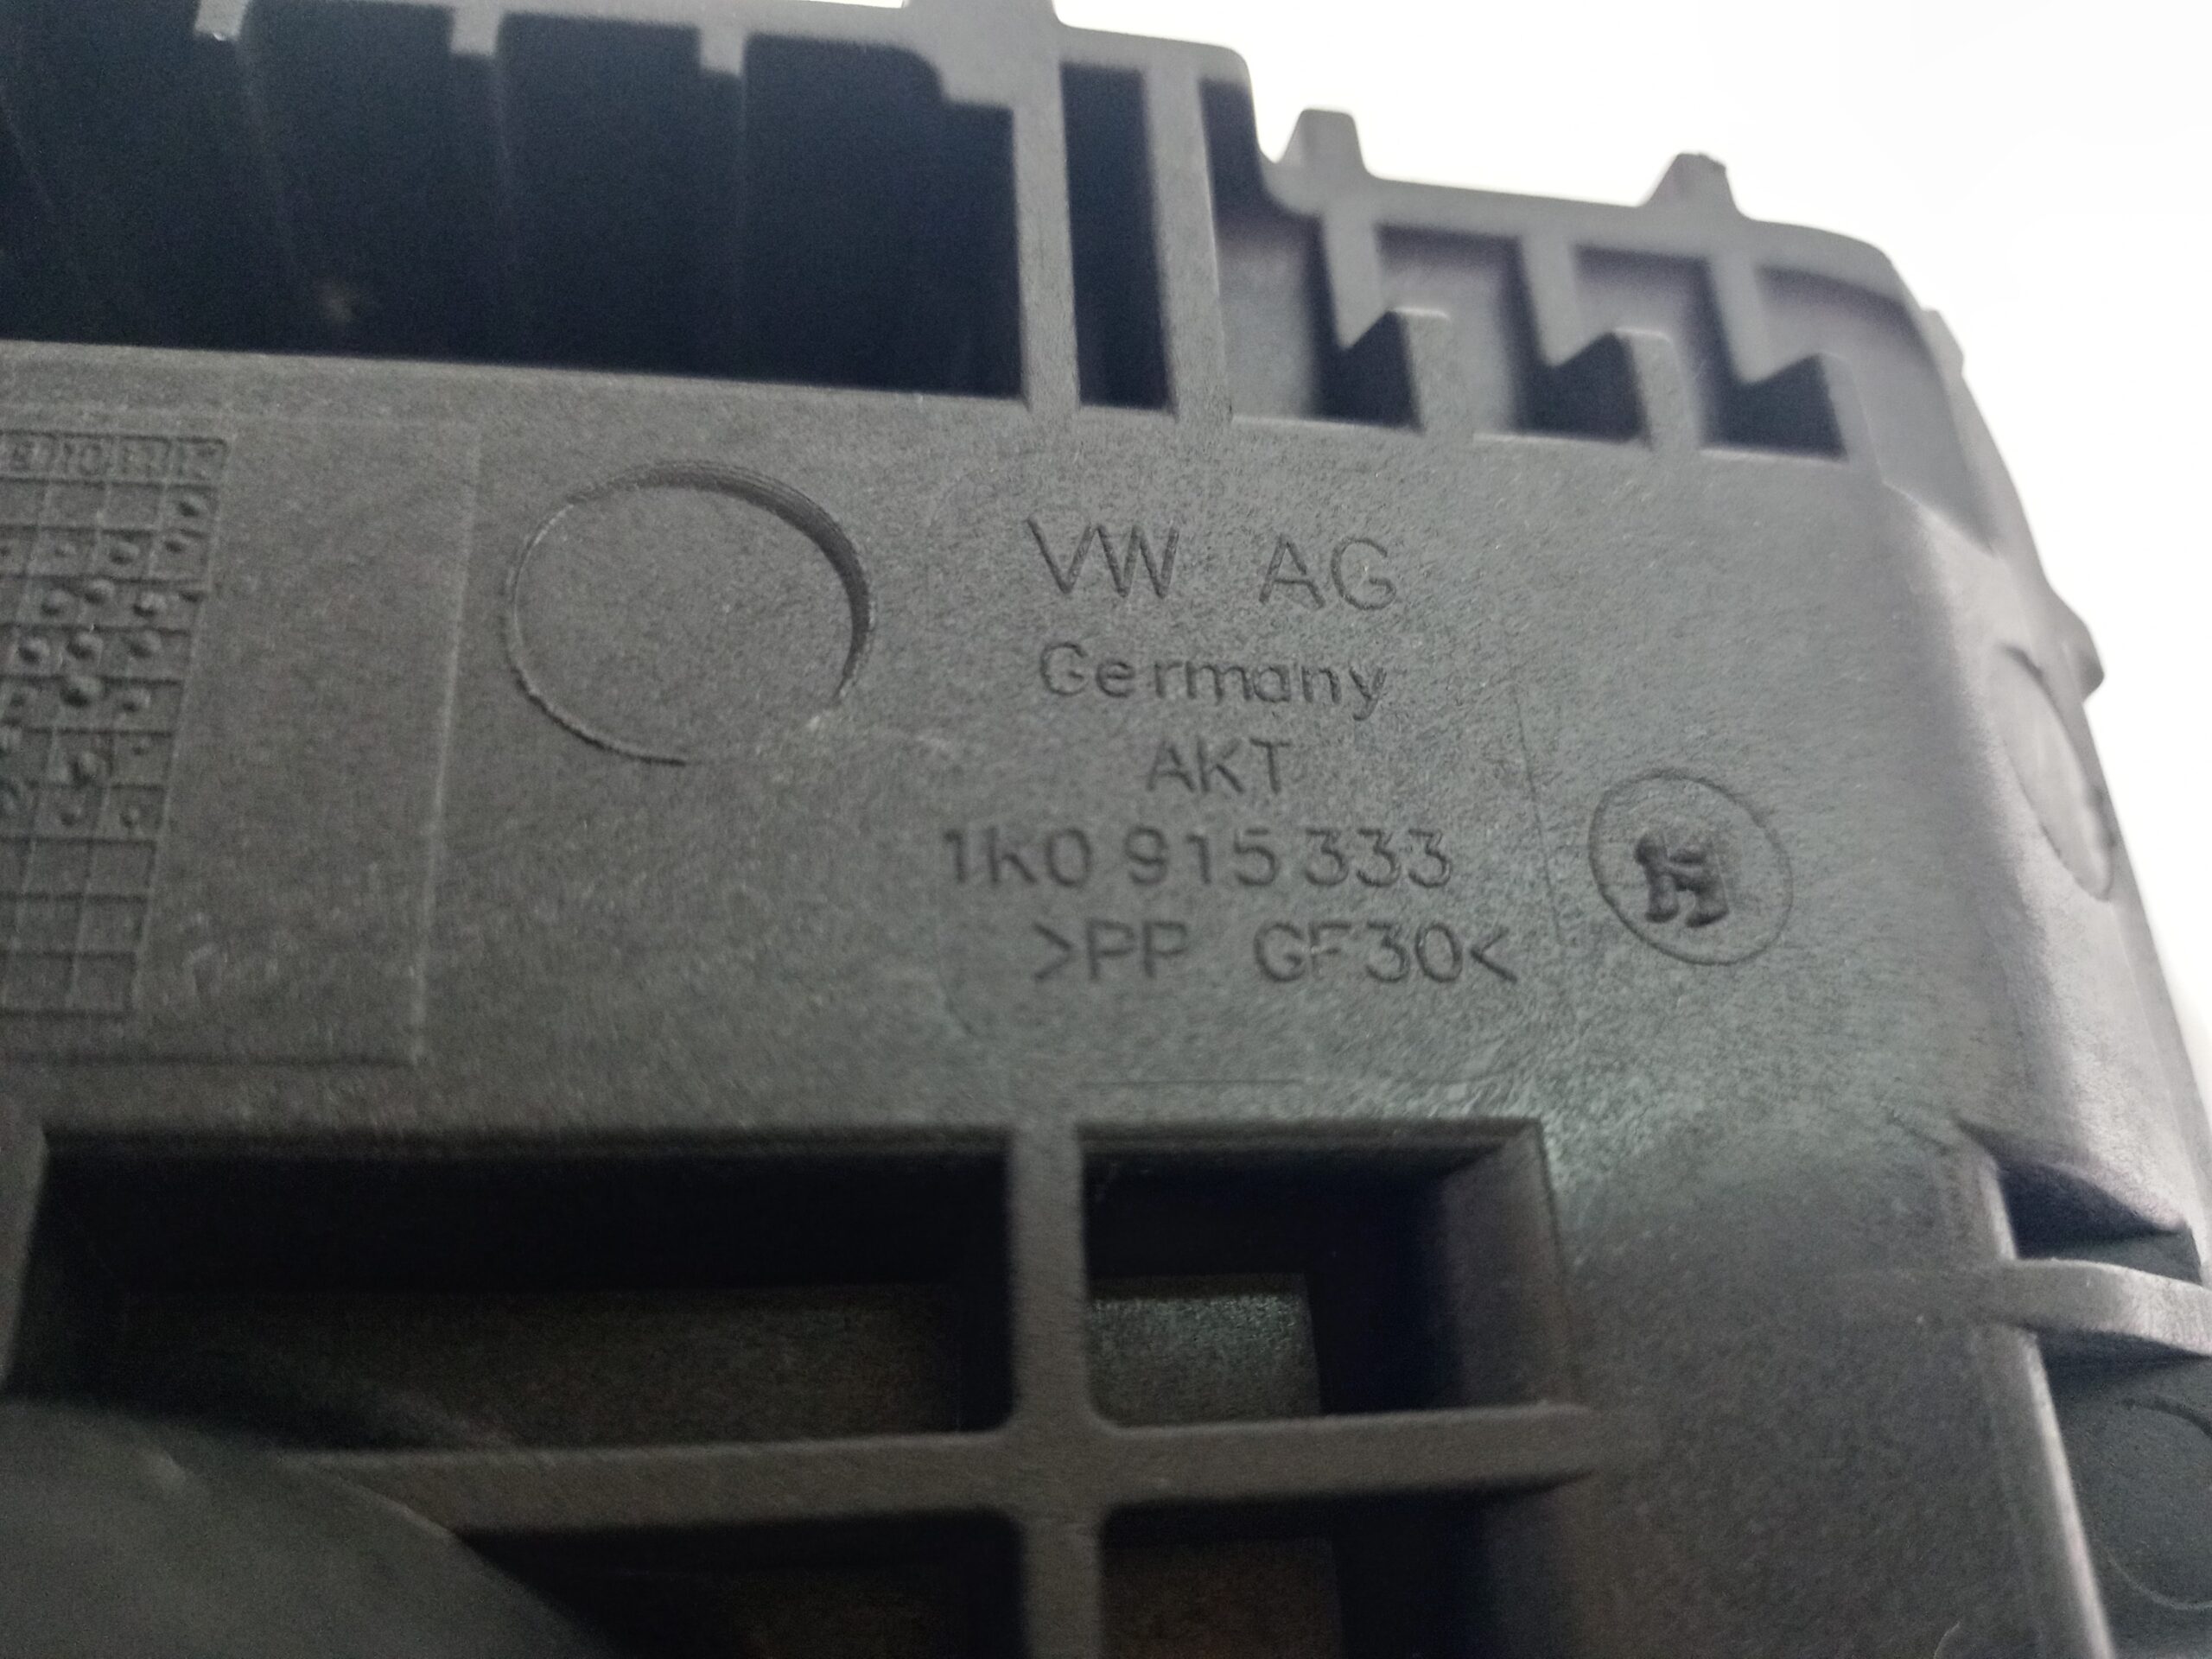 VW AG
Germany
AKT
1K0 915 333
>PP GF30<